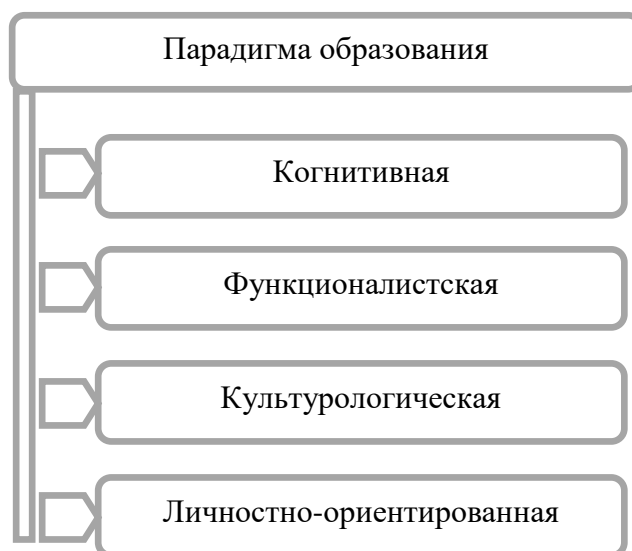 Парадигма образования
Когнитивная
Функционалистская
Культурологическая
Личностно-ориентированная